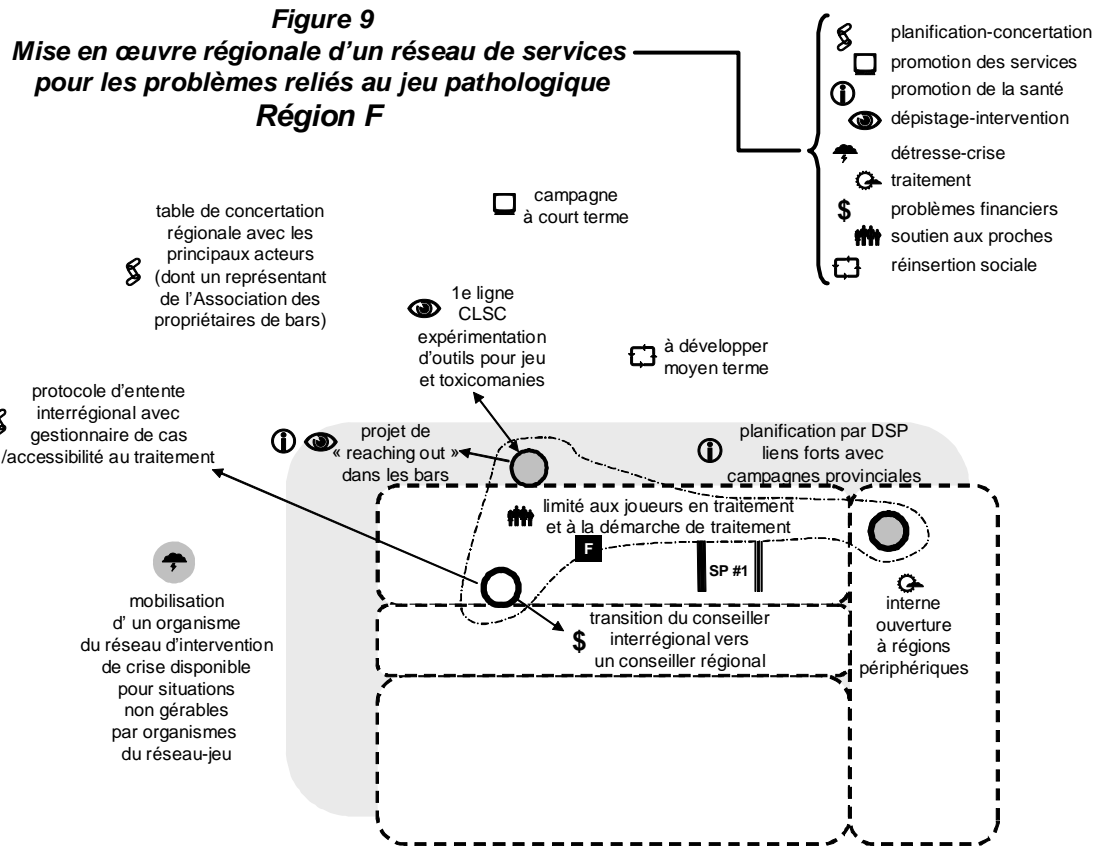 Figure 9
Mise en œuvre régionale d’un réseau de services
pour les problèmes reliés au jeu pathologique
Région F
planification-concertation
promotion des services
promotion de la santé
dépistage-intervention
détresse-crise
traitement
$ problèmes financiers
soutien aux proches
réinsertion sociale
campagne
à court terme
table de concertation
régionale avec les
principaux acteurs
(dont un représentant
de l’Association des
propriétaires de bars)
1e ligne
CLSC
expérimentation
d’outils pour jeu
et toxicomanies
à développer
moyen terme
protocole d’entente
interrégional avec
gestionnaire de cas
/accessibilité au traitement
projet de
« reaching out »
dans les bars
planification par DSP
liens forts avec
campagnes provinciales
limité aux joueurs en traitement
et à la démarche de traitement
F
SP #1
interne
ouverture
à régions
périphériques
$
transition du conseiller
interrégional vers
un conseiller régional
mobilisation
d’ un organisme
du réseau d’intervention
de crise disponible
pour situations
non gérables
par organismes
du réseau-jeu